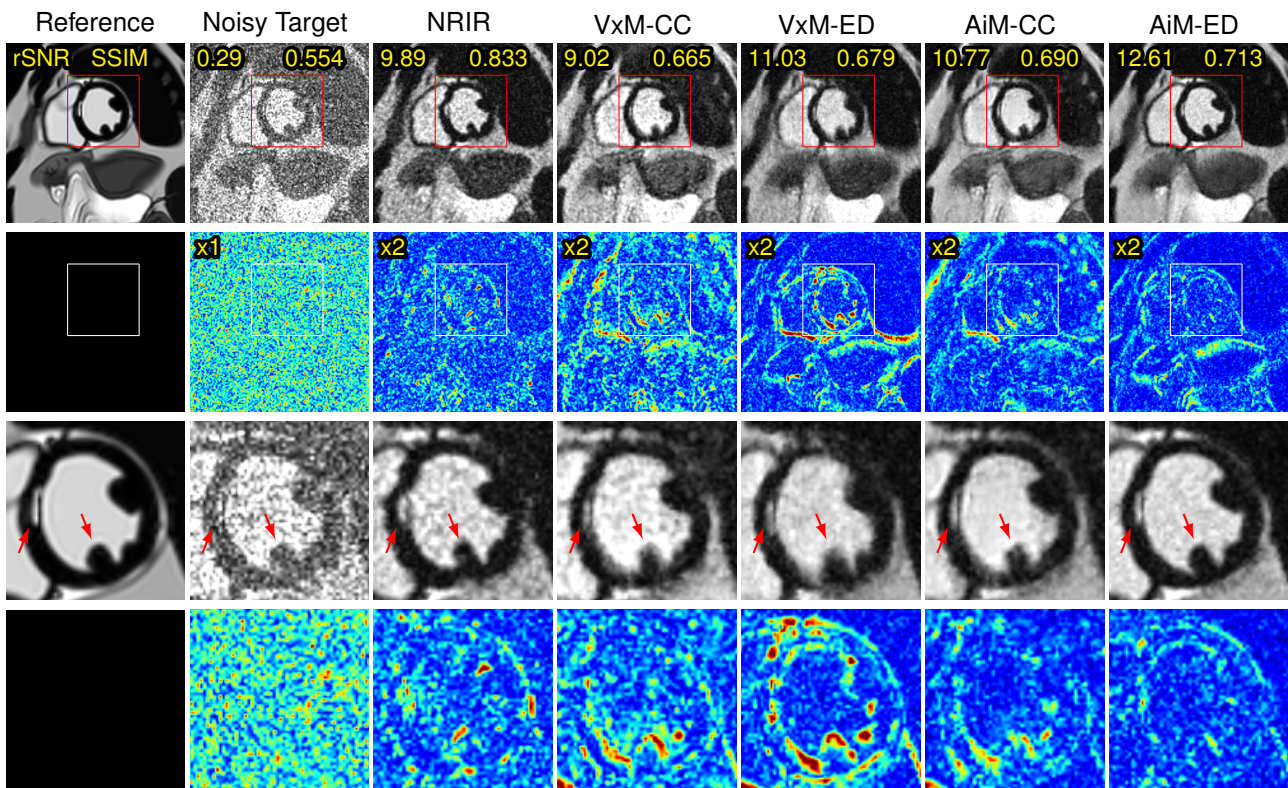 Reference Noisy Target NRIR VxM-CC VxM-ED AiM-CC AiM-ED
rSNR SSIM 0.29 0.554 9.89 0.833 9.02 0.665 11.03 0.679 10.77 0.690 12.61 0.713
x1 x2 x2 x2 x2 x2